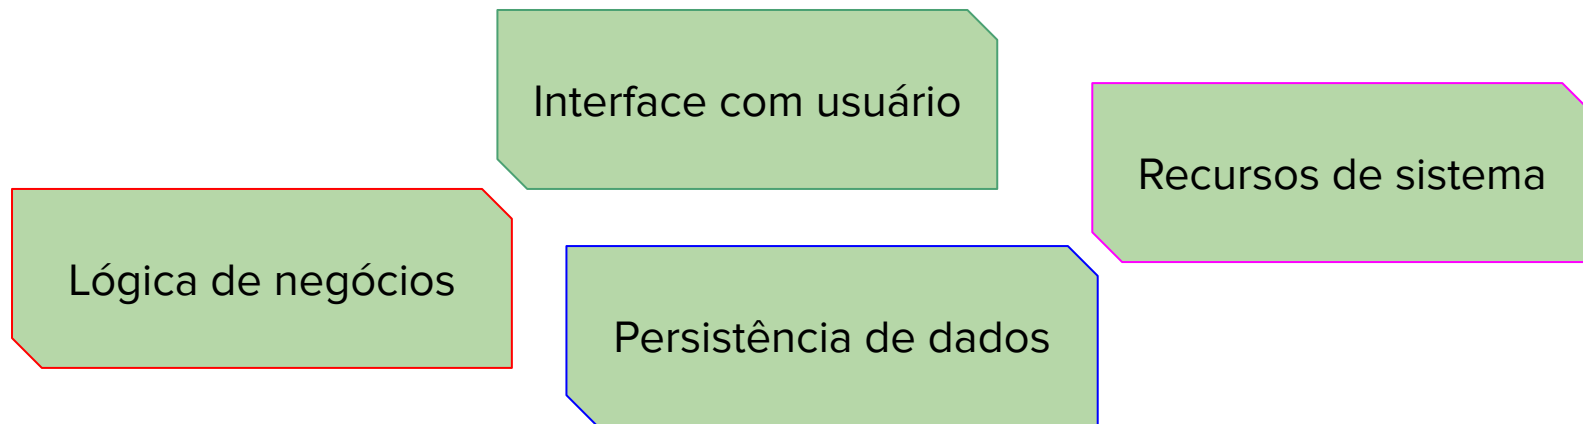 Interface com usuário
Recursos de sistema
Lógica de negócios
Persistência de dados